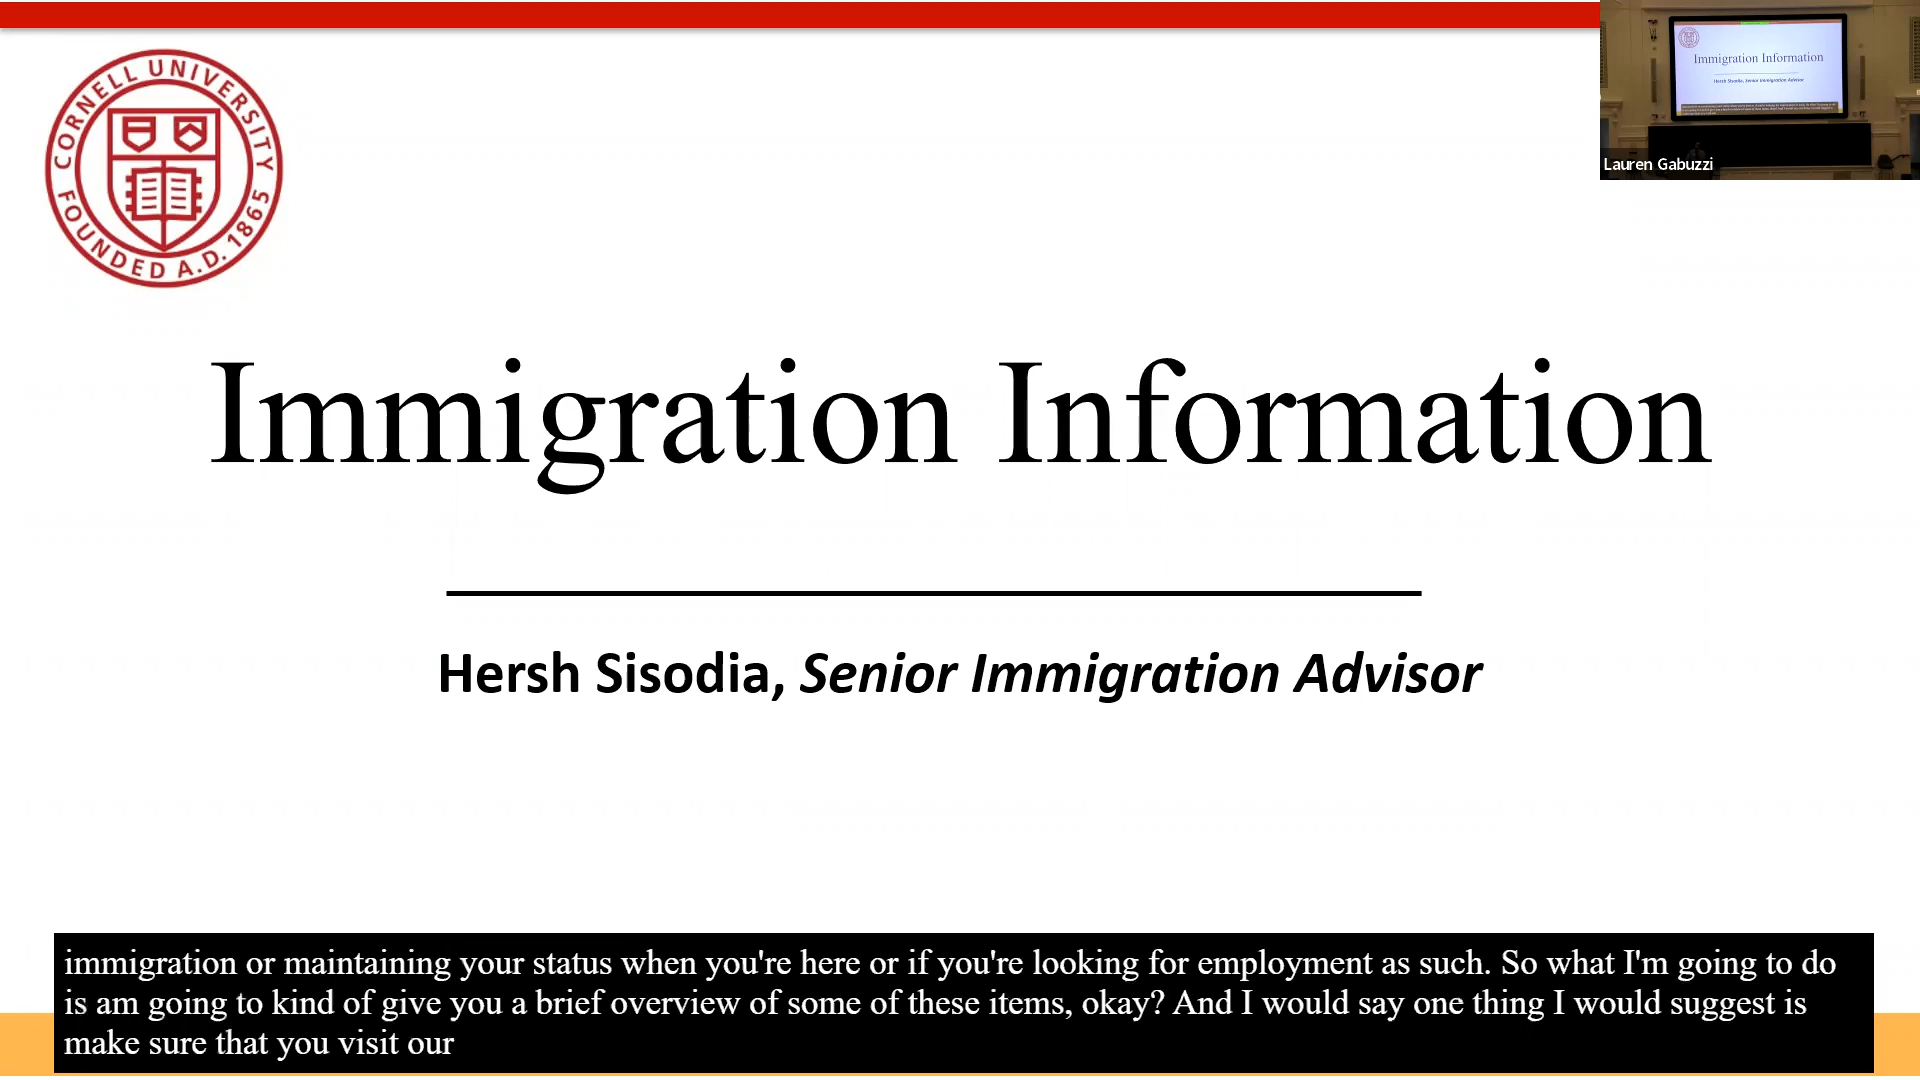 CORNELL UNIVERSITY
FOUNDED A.D. 1865
Immigration Information
Hersh Sisodia, Senior Immigration Advisor
Immigration Information
Hersh Sisodia, Senior Immigration Advisor
Lauren Gabuzzi
immigration or maintaining your status when you're here or if you're looking for employment as such. So what I'm going to do
is am going to kind of give you a brief overview of some of these items, okay? And I would say one thing I would suggest is
make sure that you visit our